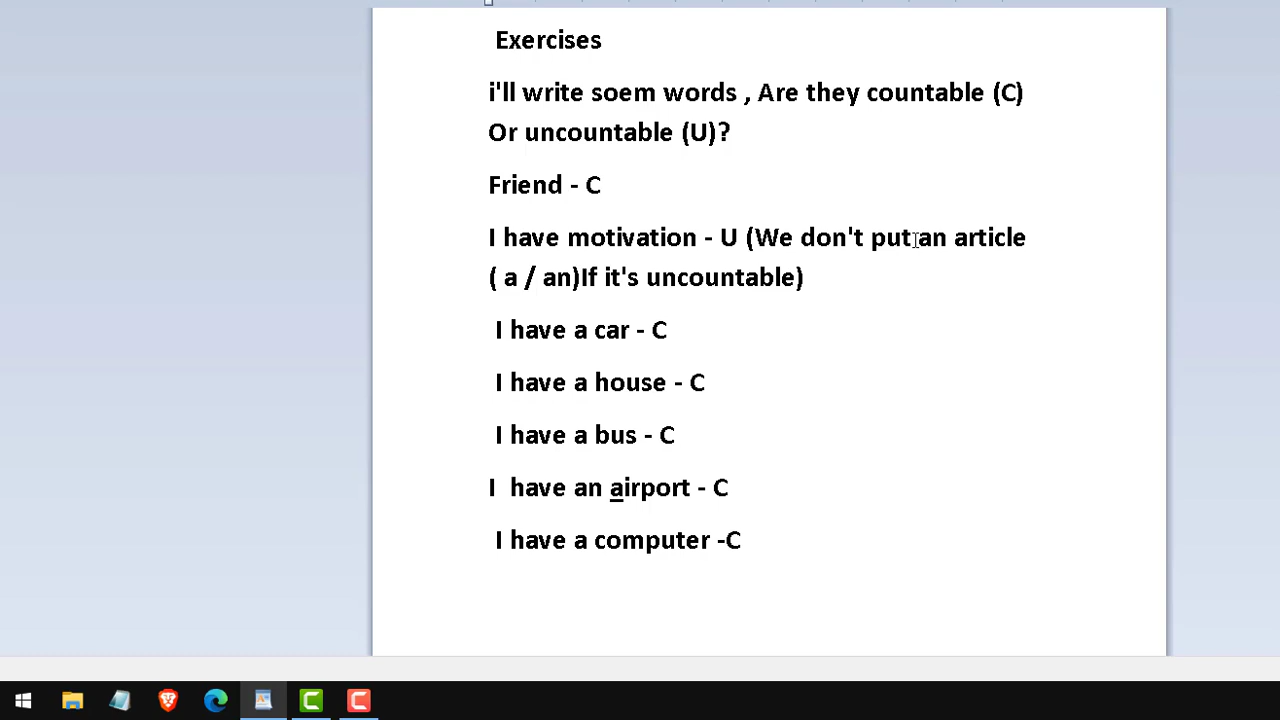 Exercises
i'll write soem words , Are they countable (C)
Or uncountable (U)?
Friend - C
I have motivation - U (We don't put an article
( a / an)If it's uncountable)
I have a car - C
I have a house - C
I have a bus - C
I  have an airport - C
I have a computer -C